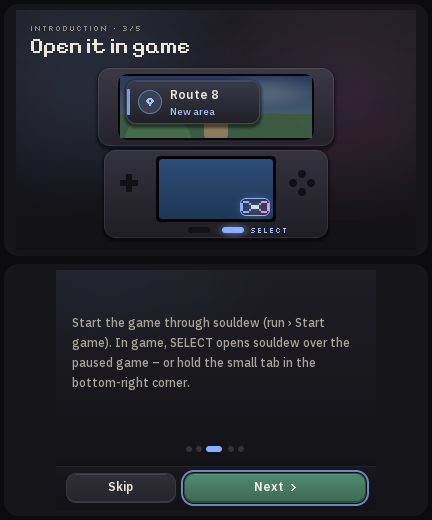 INTRODUCTION · 3/5
Open it in game
Route 8
New area
SELECT
Start the game through souldew (run › Start
game). In game, SELECT opens souldew over the
paused game – or hold the small tab in the
bottom-right corner.
Skip
Next ›